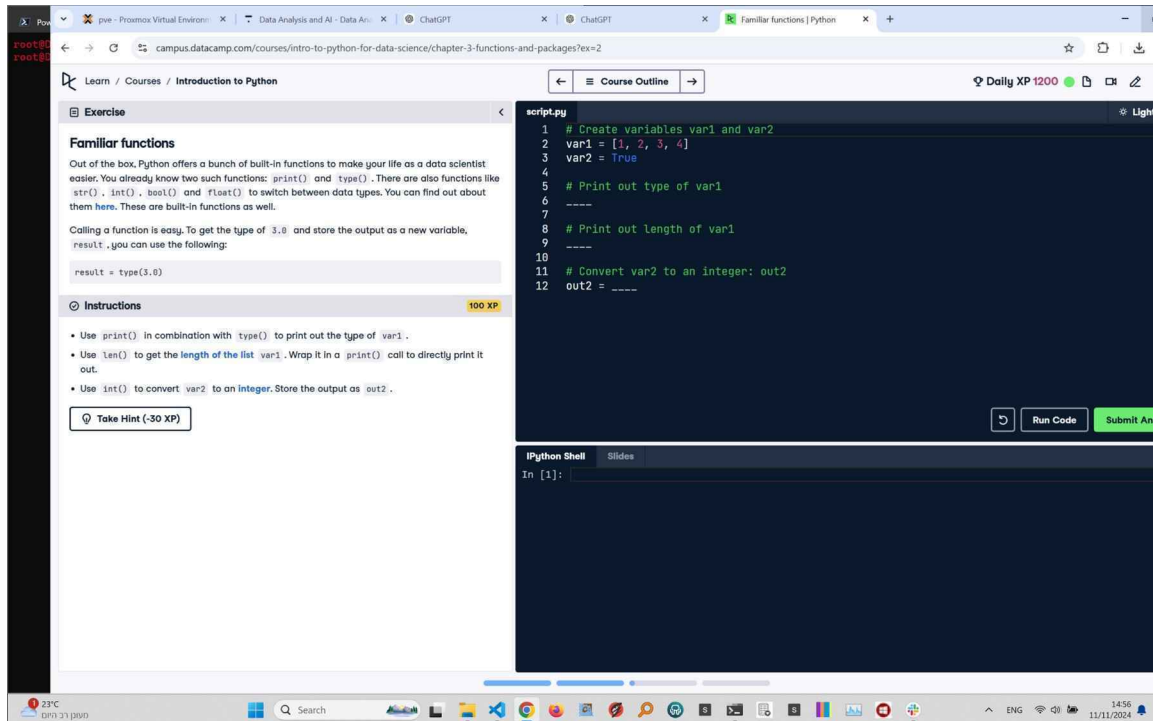 Pow
pve - Proxmox Virtual Environm
Data Analysis and AI - Data Ana
ChatGPT
ChatGPT
Familiar functions | Python
root@
root@
campus.datacamp.com/courses/intro-to-python-for-data-science/chapter-3-functions-and-packages?ex=2
Learn / Courses / Introduction to Python
Course Outline
Daily XP 1200
Exercise
Familiar functions
Out of the box, Python offers a bunch of built-in functions to make your life as a data scientist
easier. You already know two such functions: print() and type() . There are also functions like
str() , int() , bool() and float() to switch between data types. You can find out about
them here. These are built-in functions as well.
Calling a function is easy. To get the type of 3.0 and store the output as a new variable,
result , you can use the following:
result = type(3.0)
Instructions
100 XP
• Use print() in combination with type() to print out the type of var1 .
• Use len() to get the length of the list var1 . Wrap it in a print() call to directly print it
out.
• Use int() to convert var2 to an integer. Store the output as out2 .
Take Hint (-30 XP)
script.py
Light
1 # Create variables var1 and var2
2 var1 = [1, 2, 3, 4]
3 var2 = True
4
5 # Print out type of var1
6 ____
7
8 # Print out length of var1
9 ____
10
11 # Convert var2 to an integer: out2
12 out2 = ____
Run Code
Submit An
IPython Shell
Slides
In [1]:
1
23°C
מעונן רב היום
Search
ENG
14:56
11/11/2024